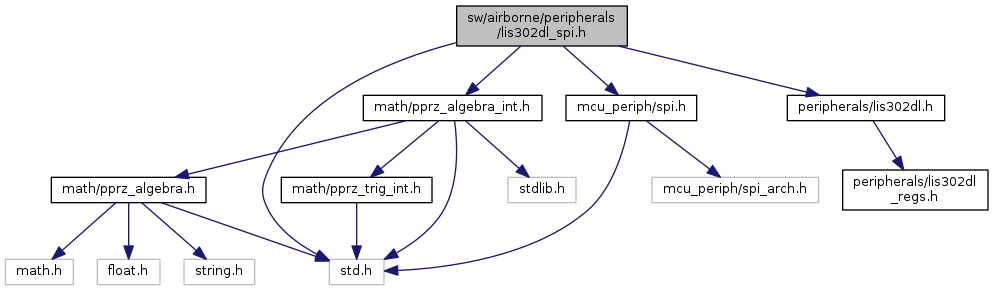 sw/airborne/peripherals
/lis302dl_spi.h
math/pprz_algebra_int.h
mcu_periph/spi.h
peripherals/lis302dl.h
math/pprz_algebra.h
math/pprz_trig_int.h
stdlib.h
mcu_periph/spi_arch.h
peripherals/lis302dl
_regs.h
math.h
float.h
string.h
std.h